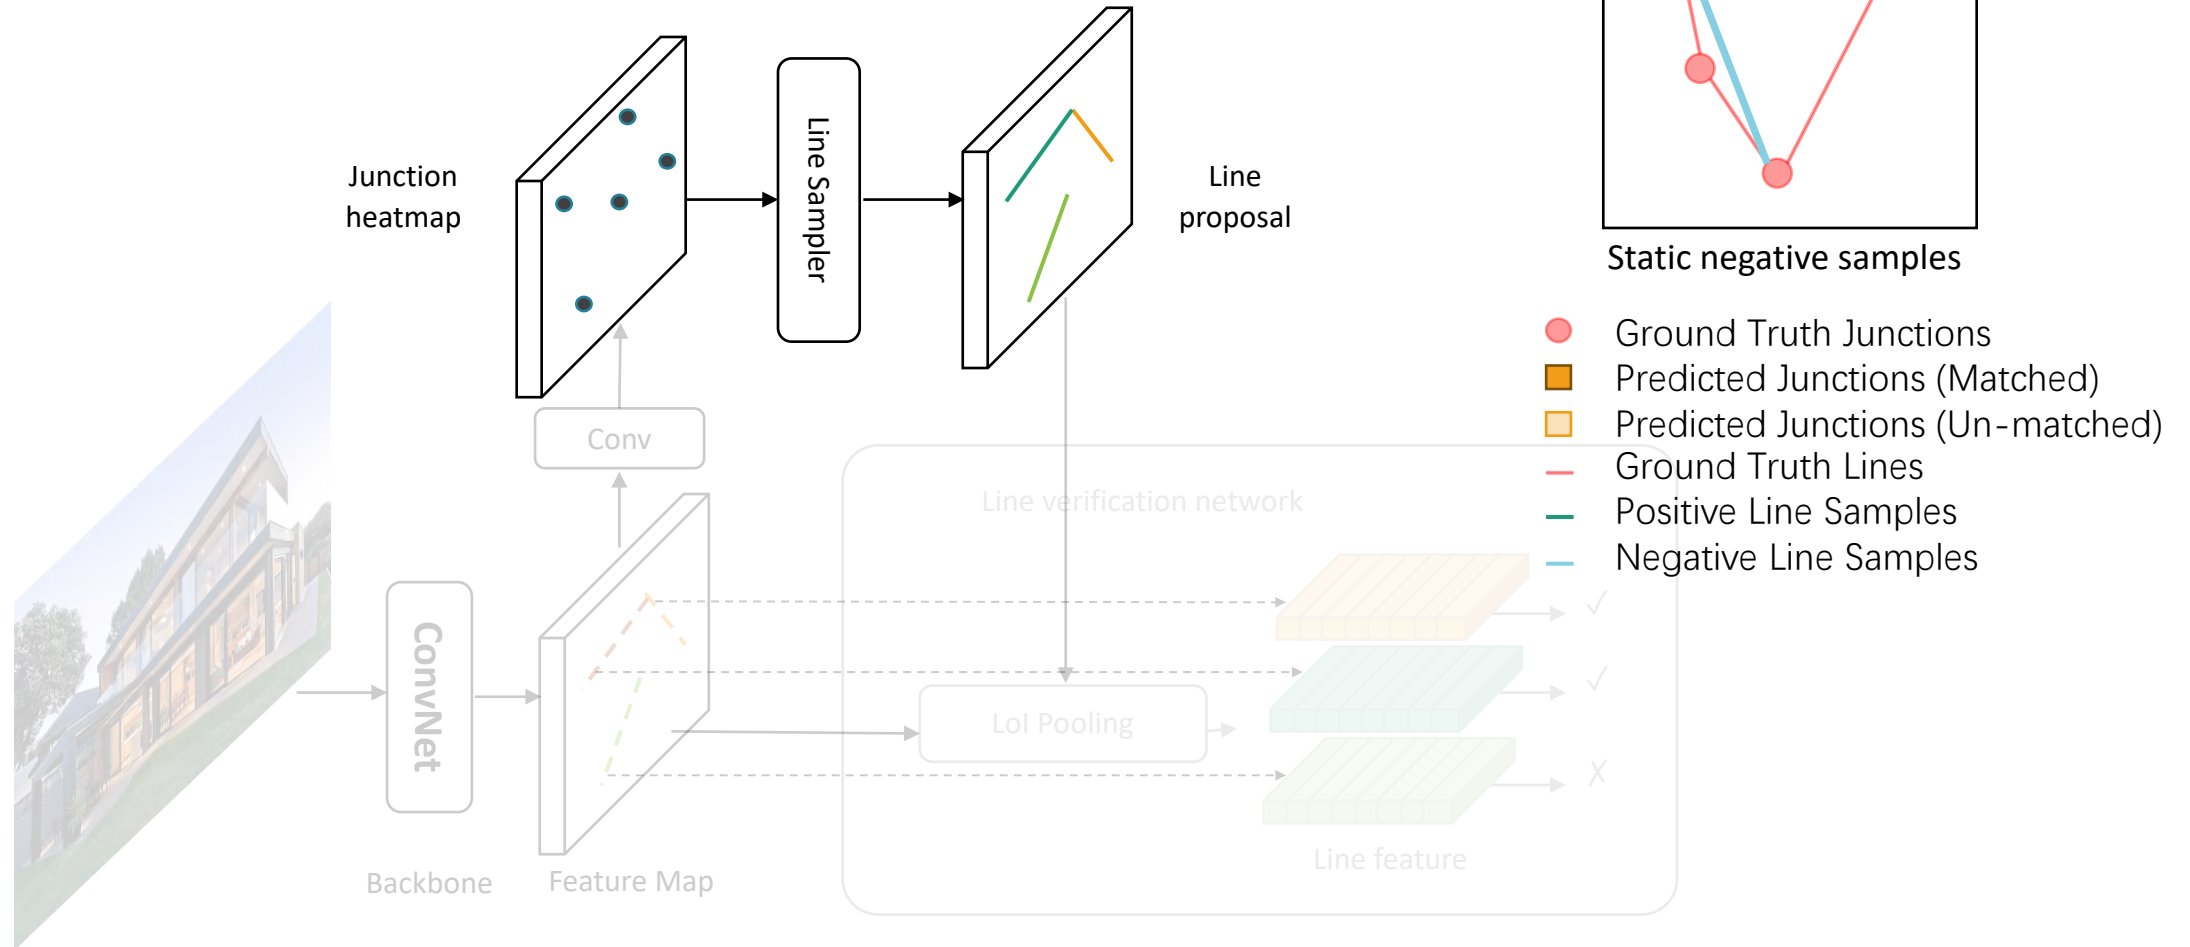 Junction
heatmap
Line Sampler
Line
proposal
Static negative samples
Ground Truth Junctions
Predicted Junctions (Matched)
Predicted Junctions (Un-matched)
Ground Truth Lines
Positive Line Samples
Negative Line Samples
Conv
Line verification network
ConvNet
LoI Pooling
Line feature
Backbone
Feature Map